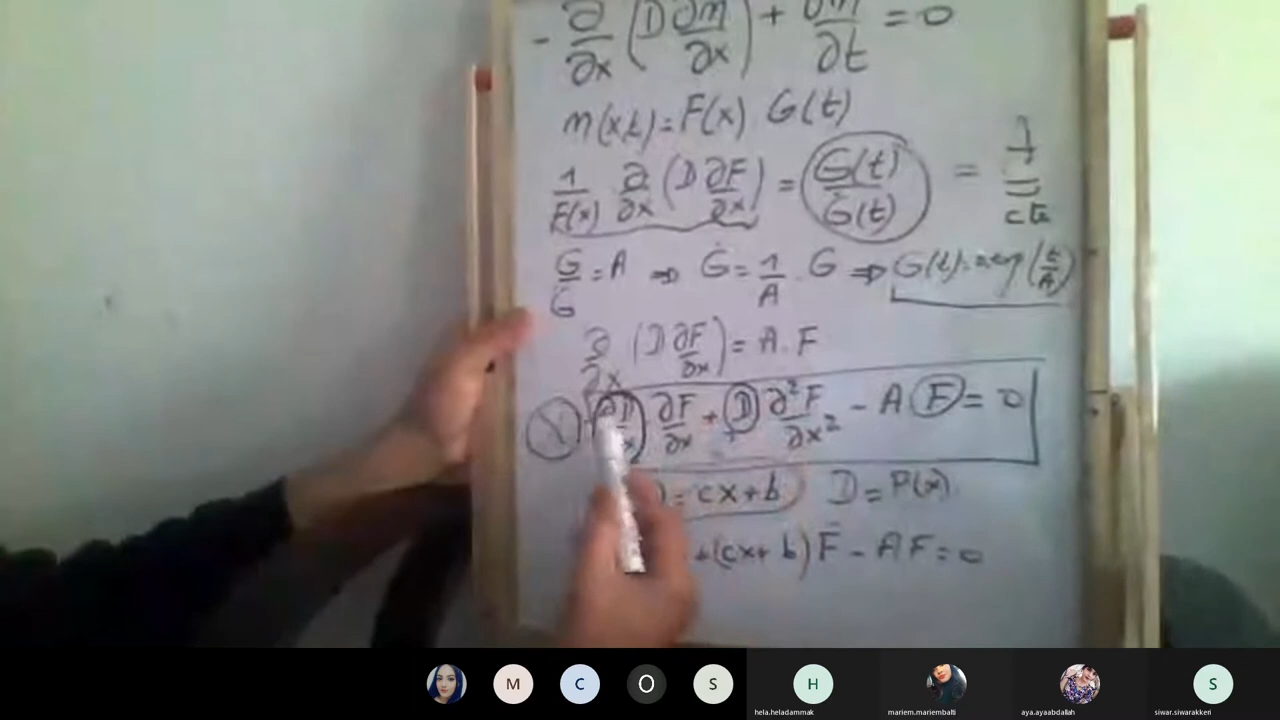 - ∂/∂x (D ∂m/∂x) + ∂m/∂t = 0
m(x,t) = F(x) G(t)
1/F(x) ∂/∂x (D ∂F/∂x) = G(t)/G(t) = 1/= cte
G/Ġ = A ⇒ Ġ = 1/A . G ⇒ G(t) = exp(t/A)
∂/∂x (D ∂F/∂x) = A . F
∂D/∂x ∂F/∂x + D ∂²F/∂x² - A F = 0
D = cx + b D = P(x)
+ (cx + b) F̈ - A F = 0
M C O S H S
hela.heladammak mariem.mariembalti aya.ayaabdallah siwar.siwarakkeri